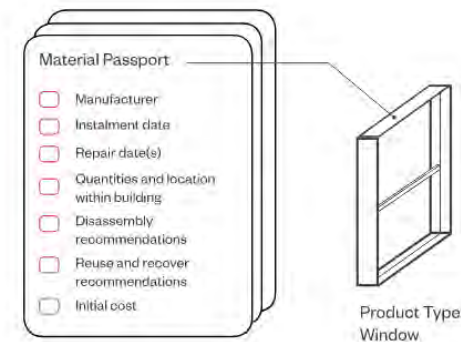 Material Passport
Manufacturer
Instalment date
Repair date(s)
Quantities and location
within building
Disassembly
recommendations
Reuse and recover
recommendations
Initial cost
Product Type
Window